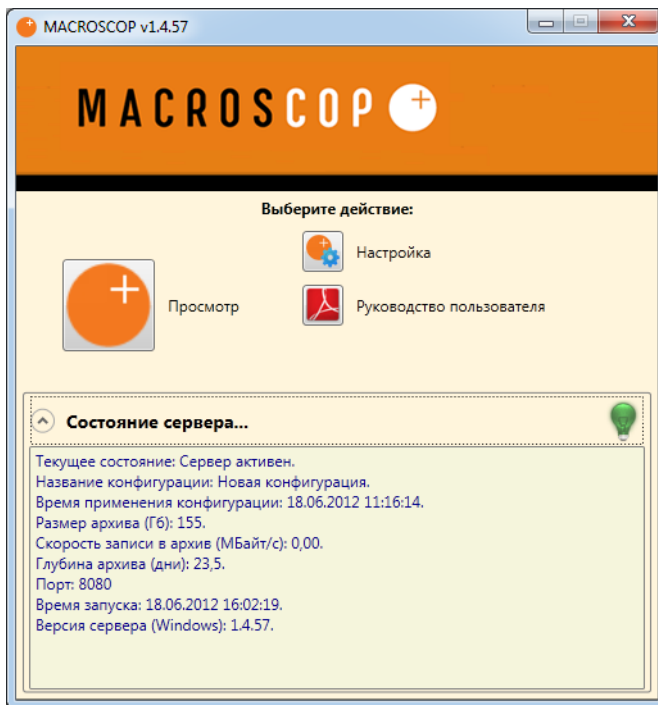 MACROSCOP v1.4.57
MACROSCOP
Выберите действие:
Настройка
Просмотр
Руководство пользователя
Состояние сервера...
Текущее состояние: Сервер активен.
Название конфигурации: Новая конфигурация.
Время применения конфигурации: 18.06.2012 11:16:14.
Размер архива (Гб): 155.
Скорость записи в архив (МБайт/с): 0,00.
Глубина архива (дни): 23,5.
Порт: 8080
Время запуска: 18.06.2012 16:02:19.
Версия сервера (Windows): 1.4.57.